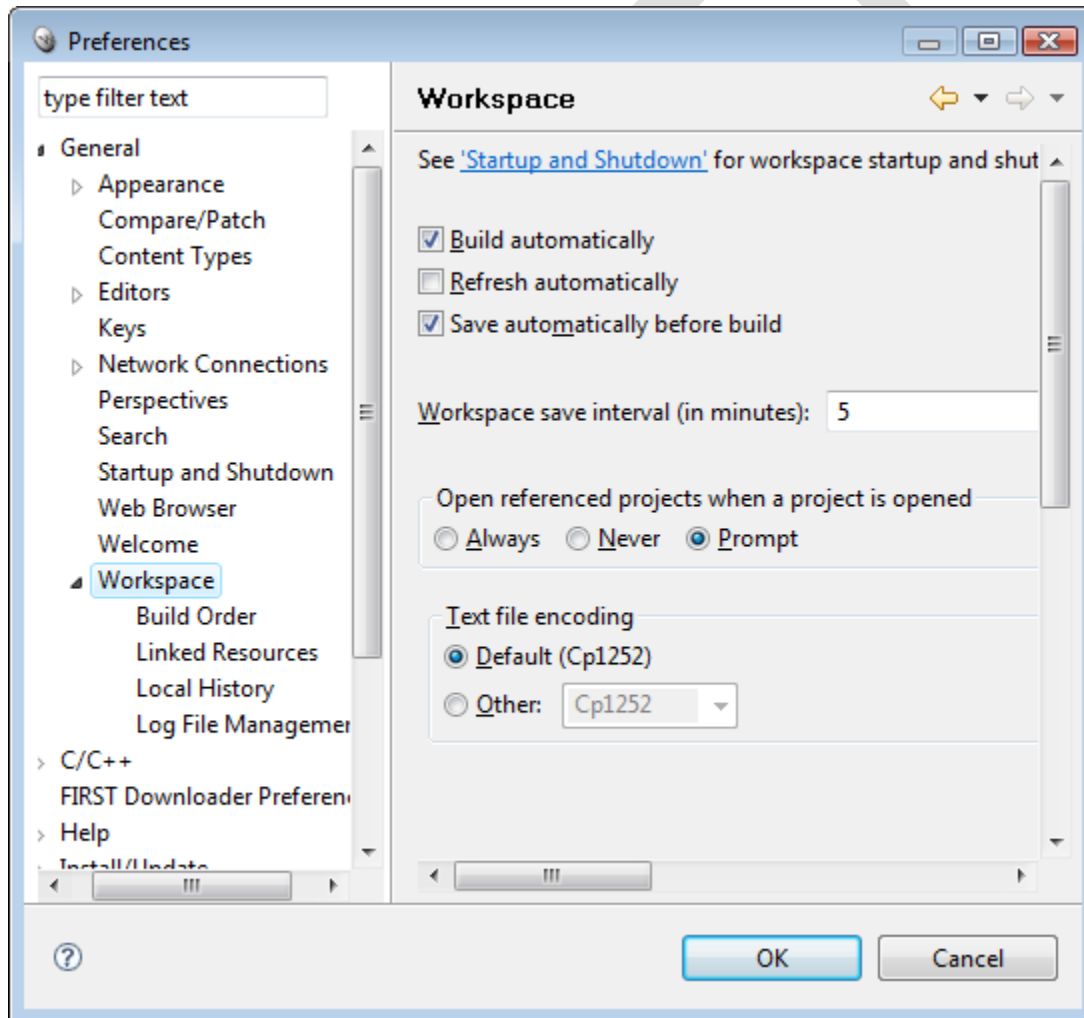 Preferences
type filter text
General
Appearance
Compare/Patch
Content Types
Editors
Keys
Network Connections
Perspectives
Search
Startup and Shutdown
Web Browser
Welcome
Workspace
Build Order
Linked Resources
Local History
Log File Managemer
C/C++
FIRST Downloader Preferen
Help
Install/Update
Workspace
See 'Startup and Shutdown' for workspace startup and shut
Build automatically
Refresh automatically
Save automatically before build
Workspace save interval (in minutes): 5
Open referenced projects when a project is opened
Always Never Prompt
Text file encoding
Default (Cp1252)
Other: Cp1252
OK Cancel